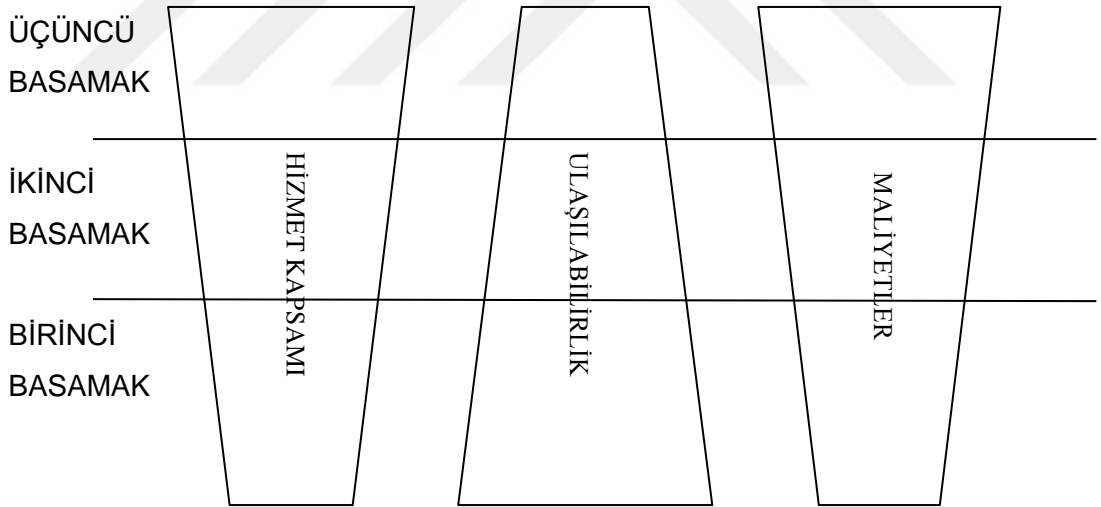 ÜÇÜNCÜ
BASAMAK
İKİNCİ
BASAMAK
BİRİNCİ
BASAMAK
HİZMET KAPSAMI
ULAŞILABİLİRLİK
MALİYETLER